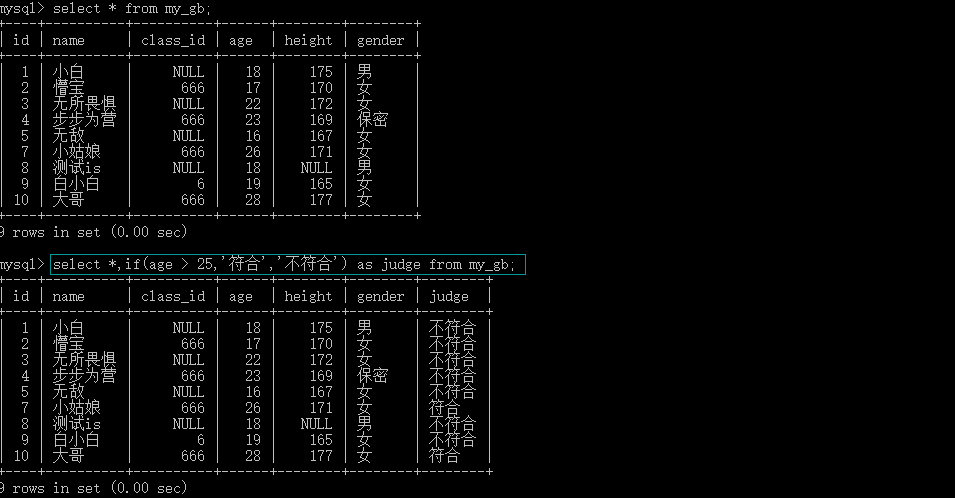 mysql> select * from my_gb;
+----+----------+----------+------+--------+--------+
| id | name | class_id | age | height | gender |
+----+----------+----------+------+--------+--------+
| 1 | 小白 | NULL | 18 | 175 | 男 |
| 2 | 懵宝 | 666 | 17 | 170 | 女 |
| 3 | 无所畏惧 | NULL | 22 | 172 | 女 |
| 4 | 步步为营 | 666 | 23 | 169 | 保密 |
| 5 | 无敌 | NULL | 16 | 167 | 女 |
| 7 | 小姑娘 | 666 | 26 | 171 | 女 |
| 8 | 测试is | NULL | 18 | NULL | 男 |
| 9 | 白小白 | 6 | 19 | 165 | 女 |
| 10 | 大哥 | 666 | 28 | 177 | 女 |
+----+----------+----------+------+--------+--------+
9 rows in set (0.00 sec)
mysql> select *,if(age > 25,'符合','不符合') as judge from my_gb;
+----+----------+----------+------+--------+--------+--------+
| id | name | class_id | age | height | gender | judge |
+----+----------+----------+------+--------+--------+--------+
| 1 | 小白 | NULL | 18 | 175 | 男 | 不符合
| 2 | 懵宝 | 666 | 17 | 170 | 女 | 不符合
| 3 | 无所畏惧 | NULL | 22 | 172 | 女 | 不符合
| 4 | 步步为营 | 666 | 23 | 169 | 保密 | 不符合
| 5 | 无敌 | NULL | 16 | 167 | 女 | 不符合
| 7 | 小姑娘 | 666 | 26 | 171 | 女 | 符合 |
| 8 | 测试is | NULL | 18 | NULL | 男 | 不符合
| 9 | 白小白 | 6 | 19 | 165 | 女 | 不符合
| 10 | 大哥 | 666 | 28 | 177 | 女 | 符合 |
+----+----------+----------+------+--------+--------+--------+
9 rows in set (0.00 sec)